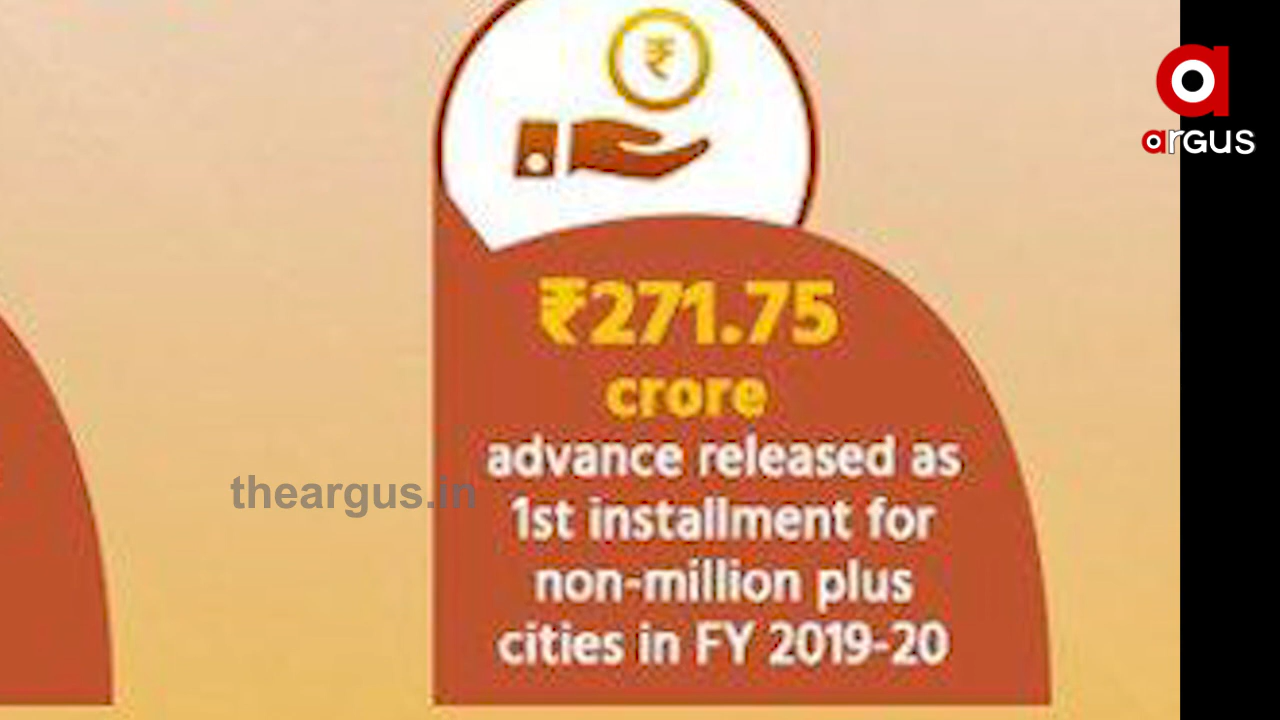 ₹
argus
₹271.75
crore
advance released as
1st installment for
non-million plus
cities in FY 2019-20
theargus.in